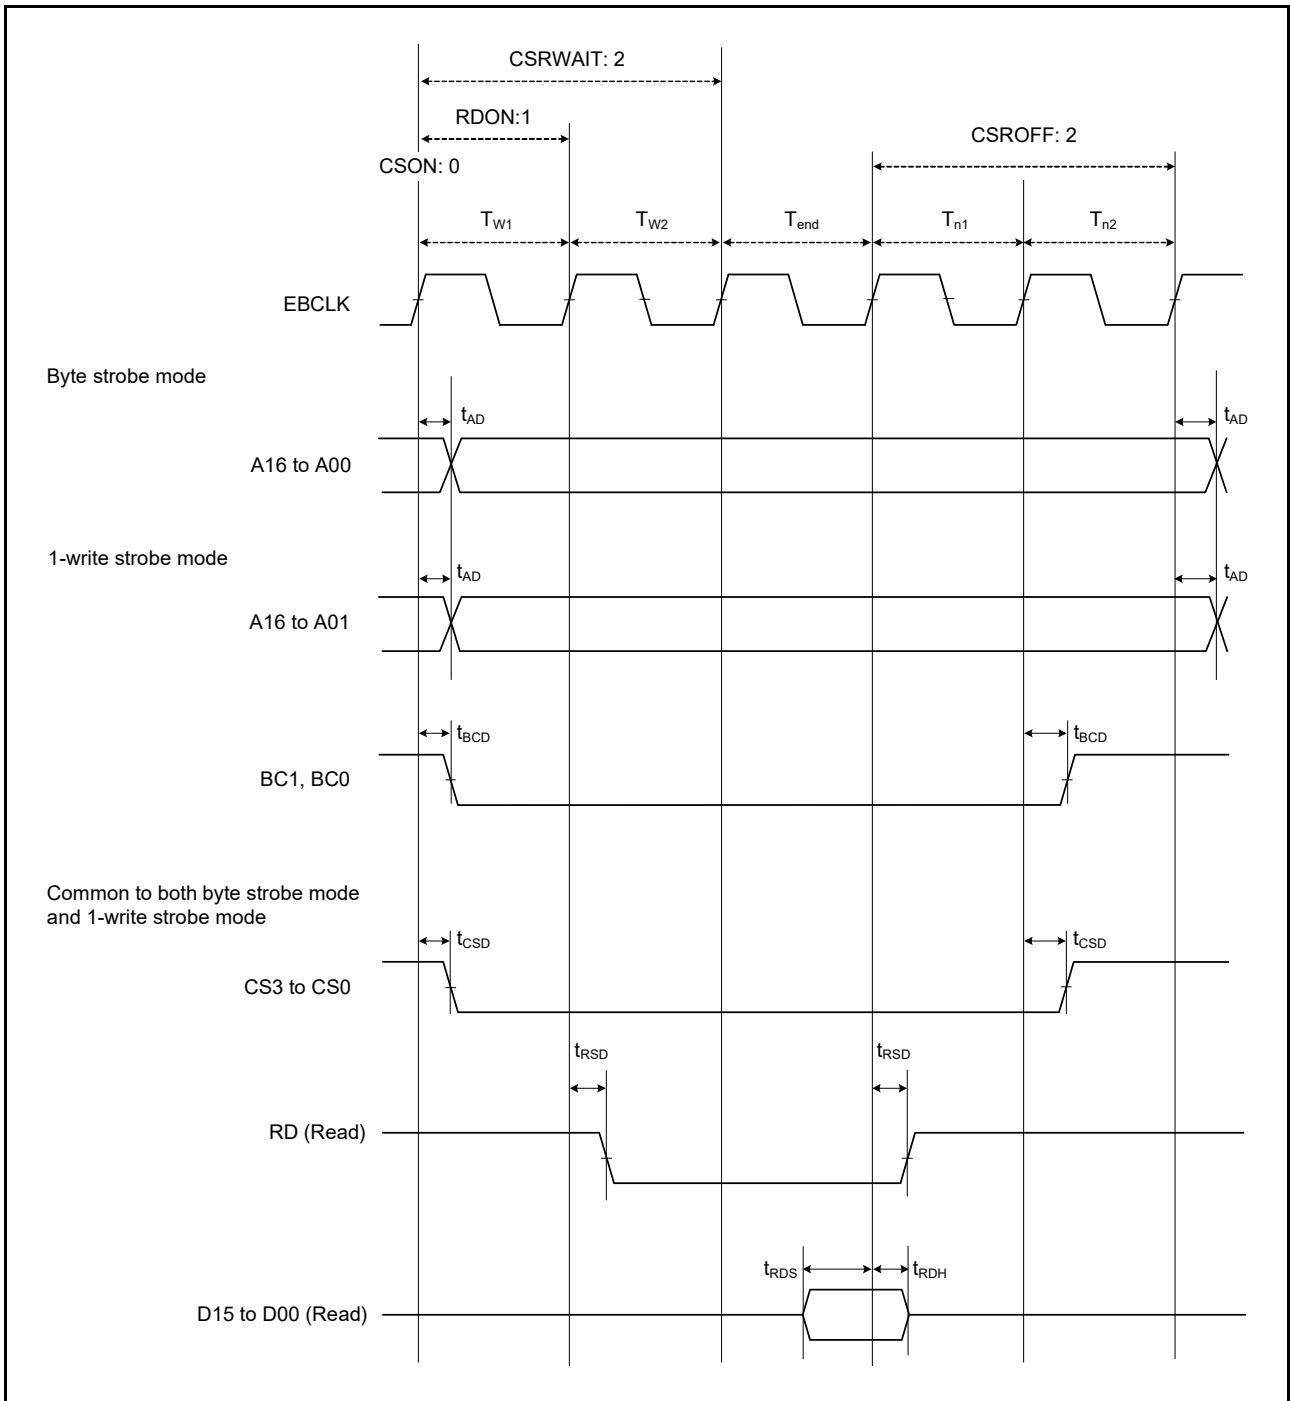 CSRWAIT: 2
RDON:1
CSROFF: 2
CSON: 0
TW1 TW2 Tend Tn1 Tn2
EBCLK
Byte strobe mode
tAD tAD
A16 to A00
1-write strobe mode
tAD tAD
A16 to A01
tBCD tBCD
BC1, BC0
Common to both byte strobe mode
and 1-write strobe mode
tCSD tCSD
CS3 to CS0
tRSD tRSD
RD (Read)
tRDS tRDH
D15 to D00 (Read)